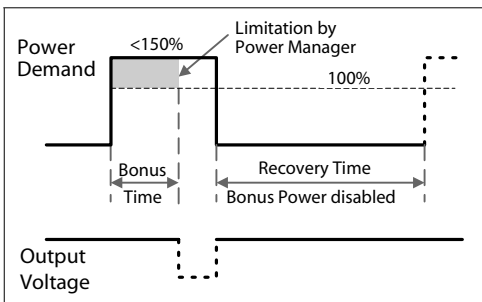 Limitation by
Power Manager
Power
Demand
<150%
100%
Bonus
Time
Recovery Time
Bonus Power disabled
Output
Voltage